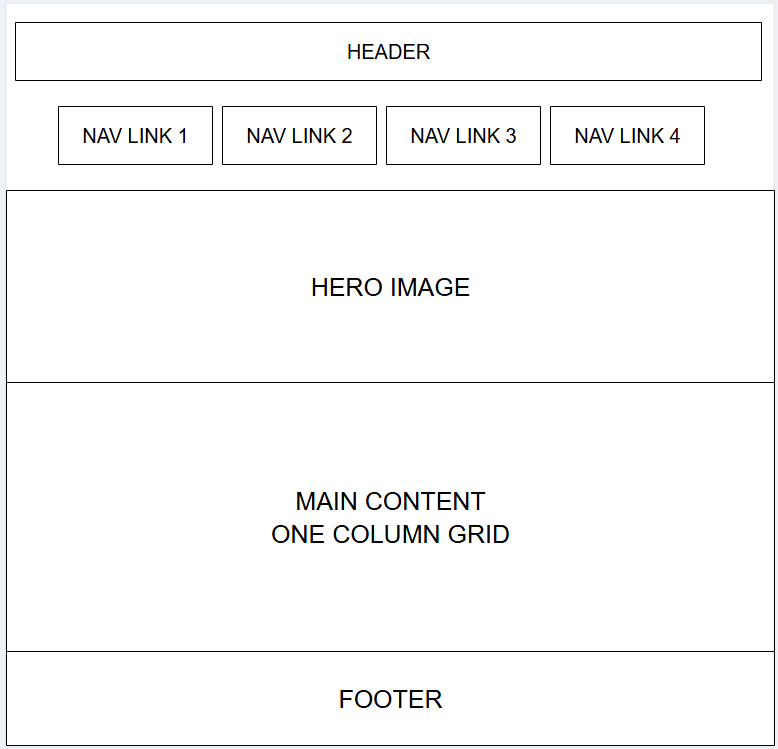 HEADER
NAV LINK 1
NAV LINK 2
NAV LINK 3
NAV LINK 4
HERO IMAGE
MAIN CONTENT
ONE COLUMN GRID
FOOTER